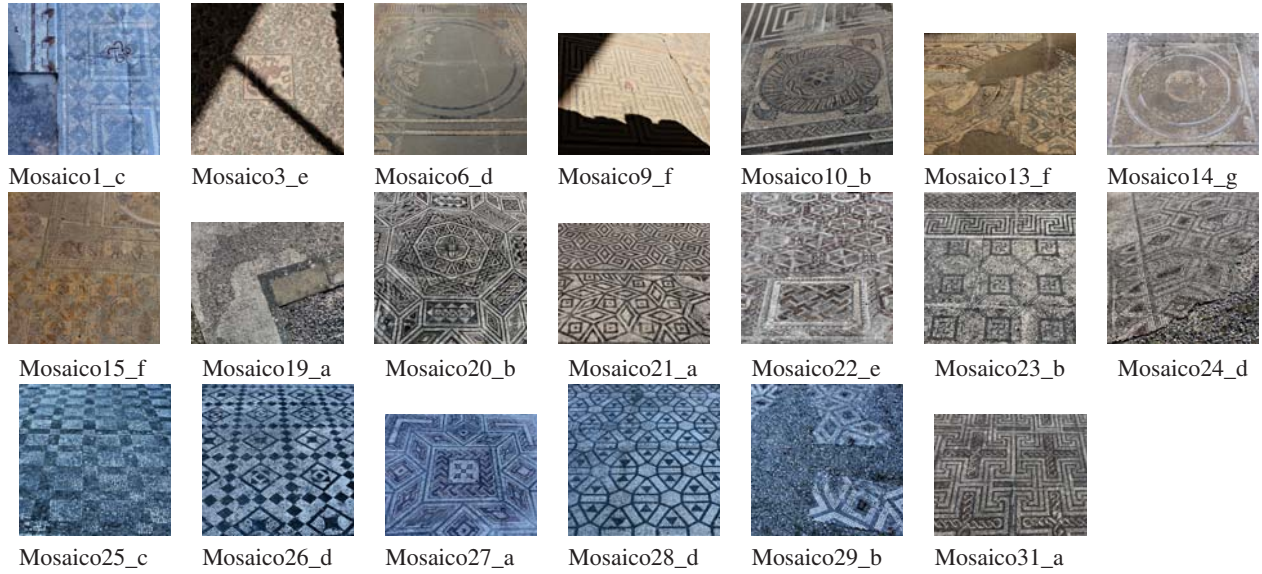 Mosaico1_c Mosaico3_e Mosaico6_d Mosaico9_f Mosaico10_b Mosaico13_f Mosaico14_g
Mosaico15_f Mosaico19_a Mosaico20_b Mosaico21_a Mosaico22_e Mosaico23_b Mosaico24_d
Mosaico25_c Mosaico26_d Mosaico27_a Mosaico28_d Mosaico29_b Mosaico31_a